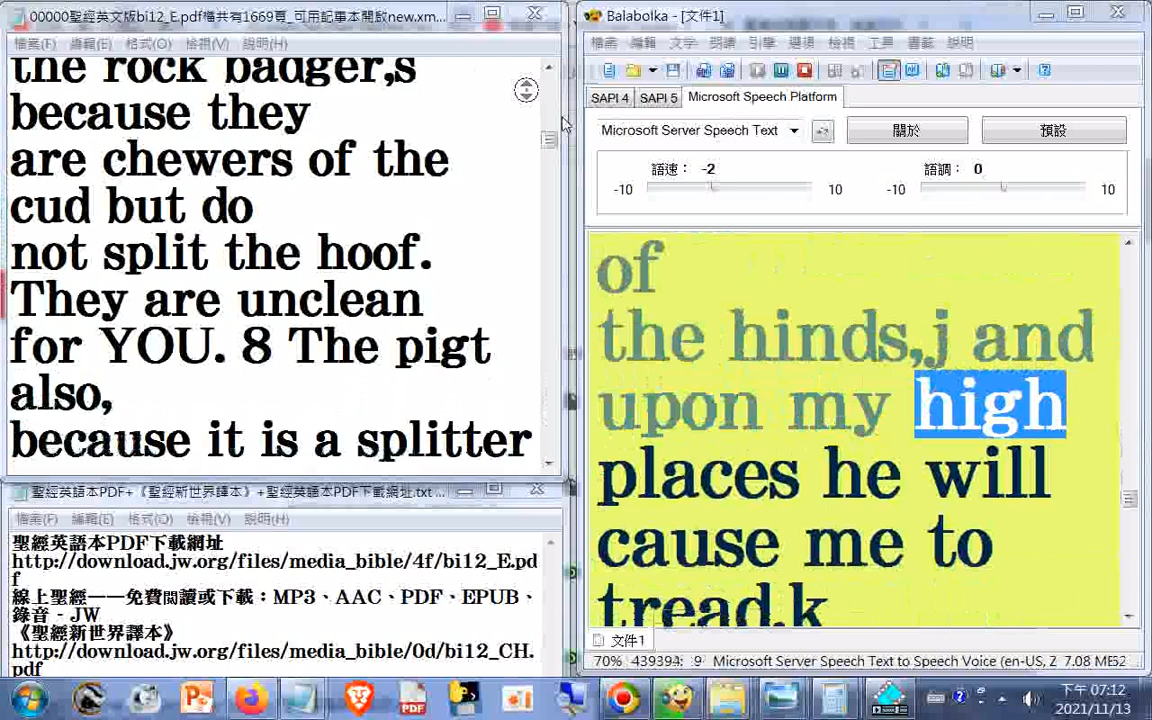 00000聖經英文版bi12_E.pdf檔共有1669頁_可用記事本開啟new.xm...
檔案(F) 編輯(E) 格式(O) 檢視(V) 說明(H)
the rock badger,s
because they
are chewers of the
cud but do
not split the hoof.
They are unclean
for YOU. 8 The pigt
also,
because it is a splitter
聖經英語本PDF+《聖經新世界譯本》+聖經英語本PDF下載網址.txt ...
檔案(F) 編輯(E) 格式(O) 檢視(V) 說明(H)
聖經英語本PDF下載網址
http://download.jw.org/files/media_bible/4f/bi12_E.pd
f
線上聖經——免費閱讀或下載：MP3、AAC、PDF、EPUB、
錄音 - JW
《聖經新世界譯本》
http://download.jw.org/files/media_bible/0d/bi12_CH.
pdf
Balabolka - [文件1]
檔案 編輯 文字 朗讀 引擎 選項 檢視 工具 書籤 說明
SAPI 4 SAPI 5 Microsoft Speech Platform
Microsoft Server Speech Text 關於 預設
語速： -2 語調： 0
-10 10 -10 10
of
the hinds,j and
upon my high
places he will
cause me to
tread.k
文件1
70% 439394: 9 Microsoft Server Speech Text to Speech Voice (en-US, Z 7.08 ME52
下午 07:12
2021/11/13